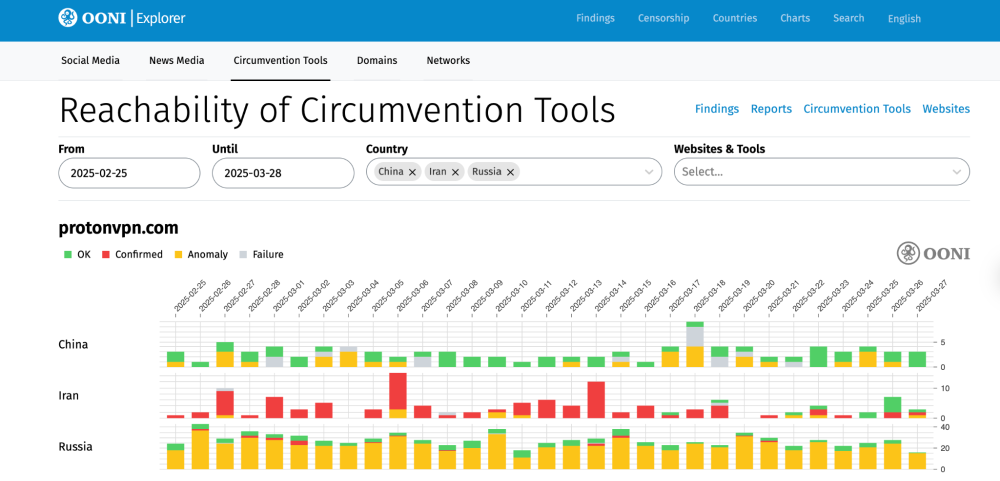 OONI Explorer
Findings Censorship Countries Charts Search English
Social Media News Media Circumvention Tools Domains Networks
Reachability of Circumvention Tools
Findings Reports Circumvention Tools Websites
From Until Country Websites & Tools
2025-02-25 2025-03-28 China × Iran × Russia × Select...
protonvpn.com
OK Confirmed Anomaly Failure
OONI
2025-02-25 2025-02-26 2025-02-27 2025-02-28 2025-03-01 2025-03-02 2025-03-03 2025-03-04 2025-03-05 2025-03-06 2025-03-07 2025-03-08 2025-03-09 2025-03-10 2025-03-11 2025-03-12 2025-03-13 2025-03-14 2025-03-15 2025-03-16 2025-03-17 2025-03-18 2025-03-19 2025-03-20 2025-03-21 2025-03-22 2025-03-23 2025-03-24 2025-03-25 2025-03-26 2025-03-27
China
5
0
Iran
10
0
Russia
40
20
0